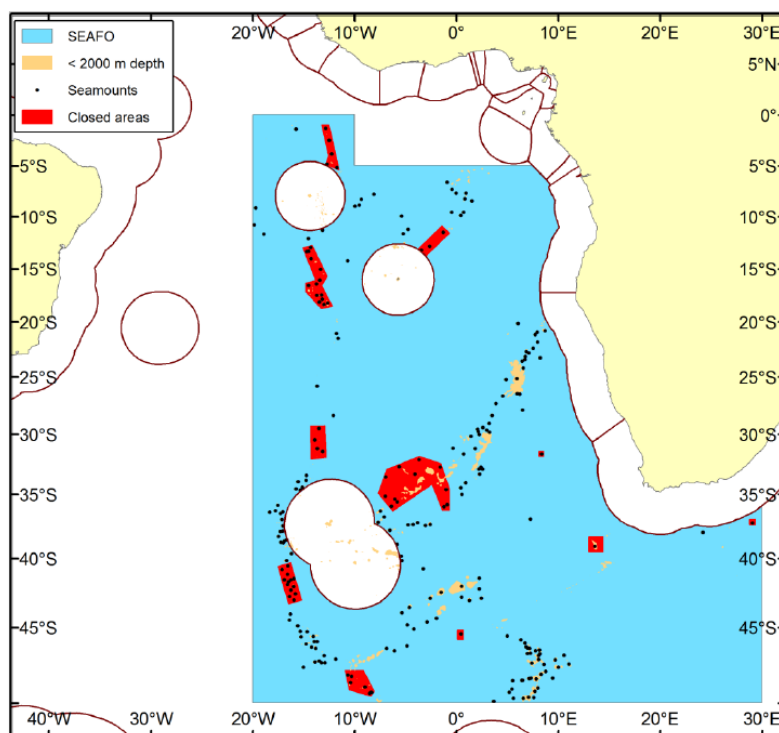 SEAFO
< 2000 m depth
Seamounts
Closed areas
20°W 10°W 0° 10°E 20°E 30°E
5°N
0°
5°S 5°S
10°S 10°S
15°S 15°S
20°S 20°S
25°S 25°S
30°S 30°S
35°S 35°S
40°S 40°S
45°S 45°S
40°W 30°W 20°W 10°W 0° 10°E 20°E 30°E